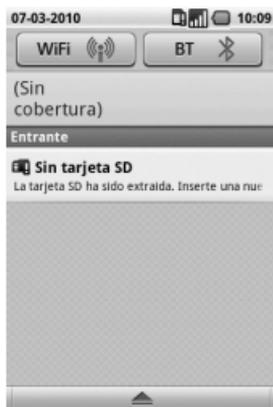 07-03-2010 10:09
WiFi BT
(Sin
cobertura)
Entrante
Sin tarjeta SD
La tarjeta SD ha sido extraida. Inserte una nue